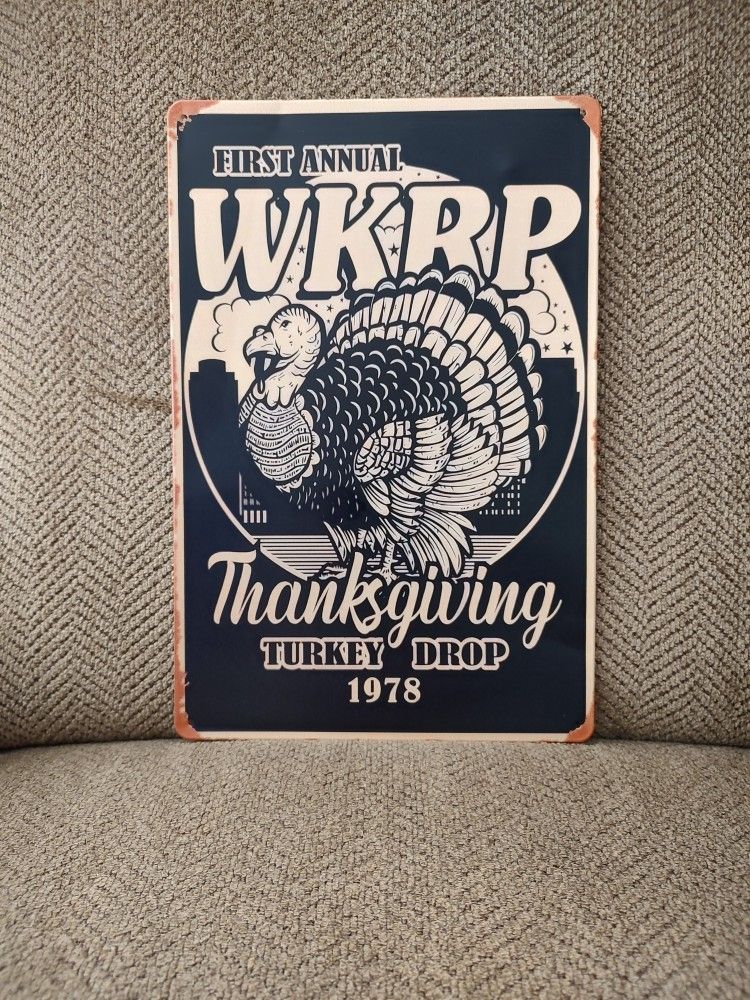 FIRST ANNUAL
WKRP
Thanksgiving
TURKEY DROP
1978